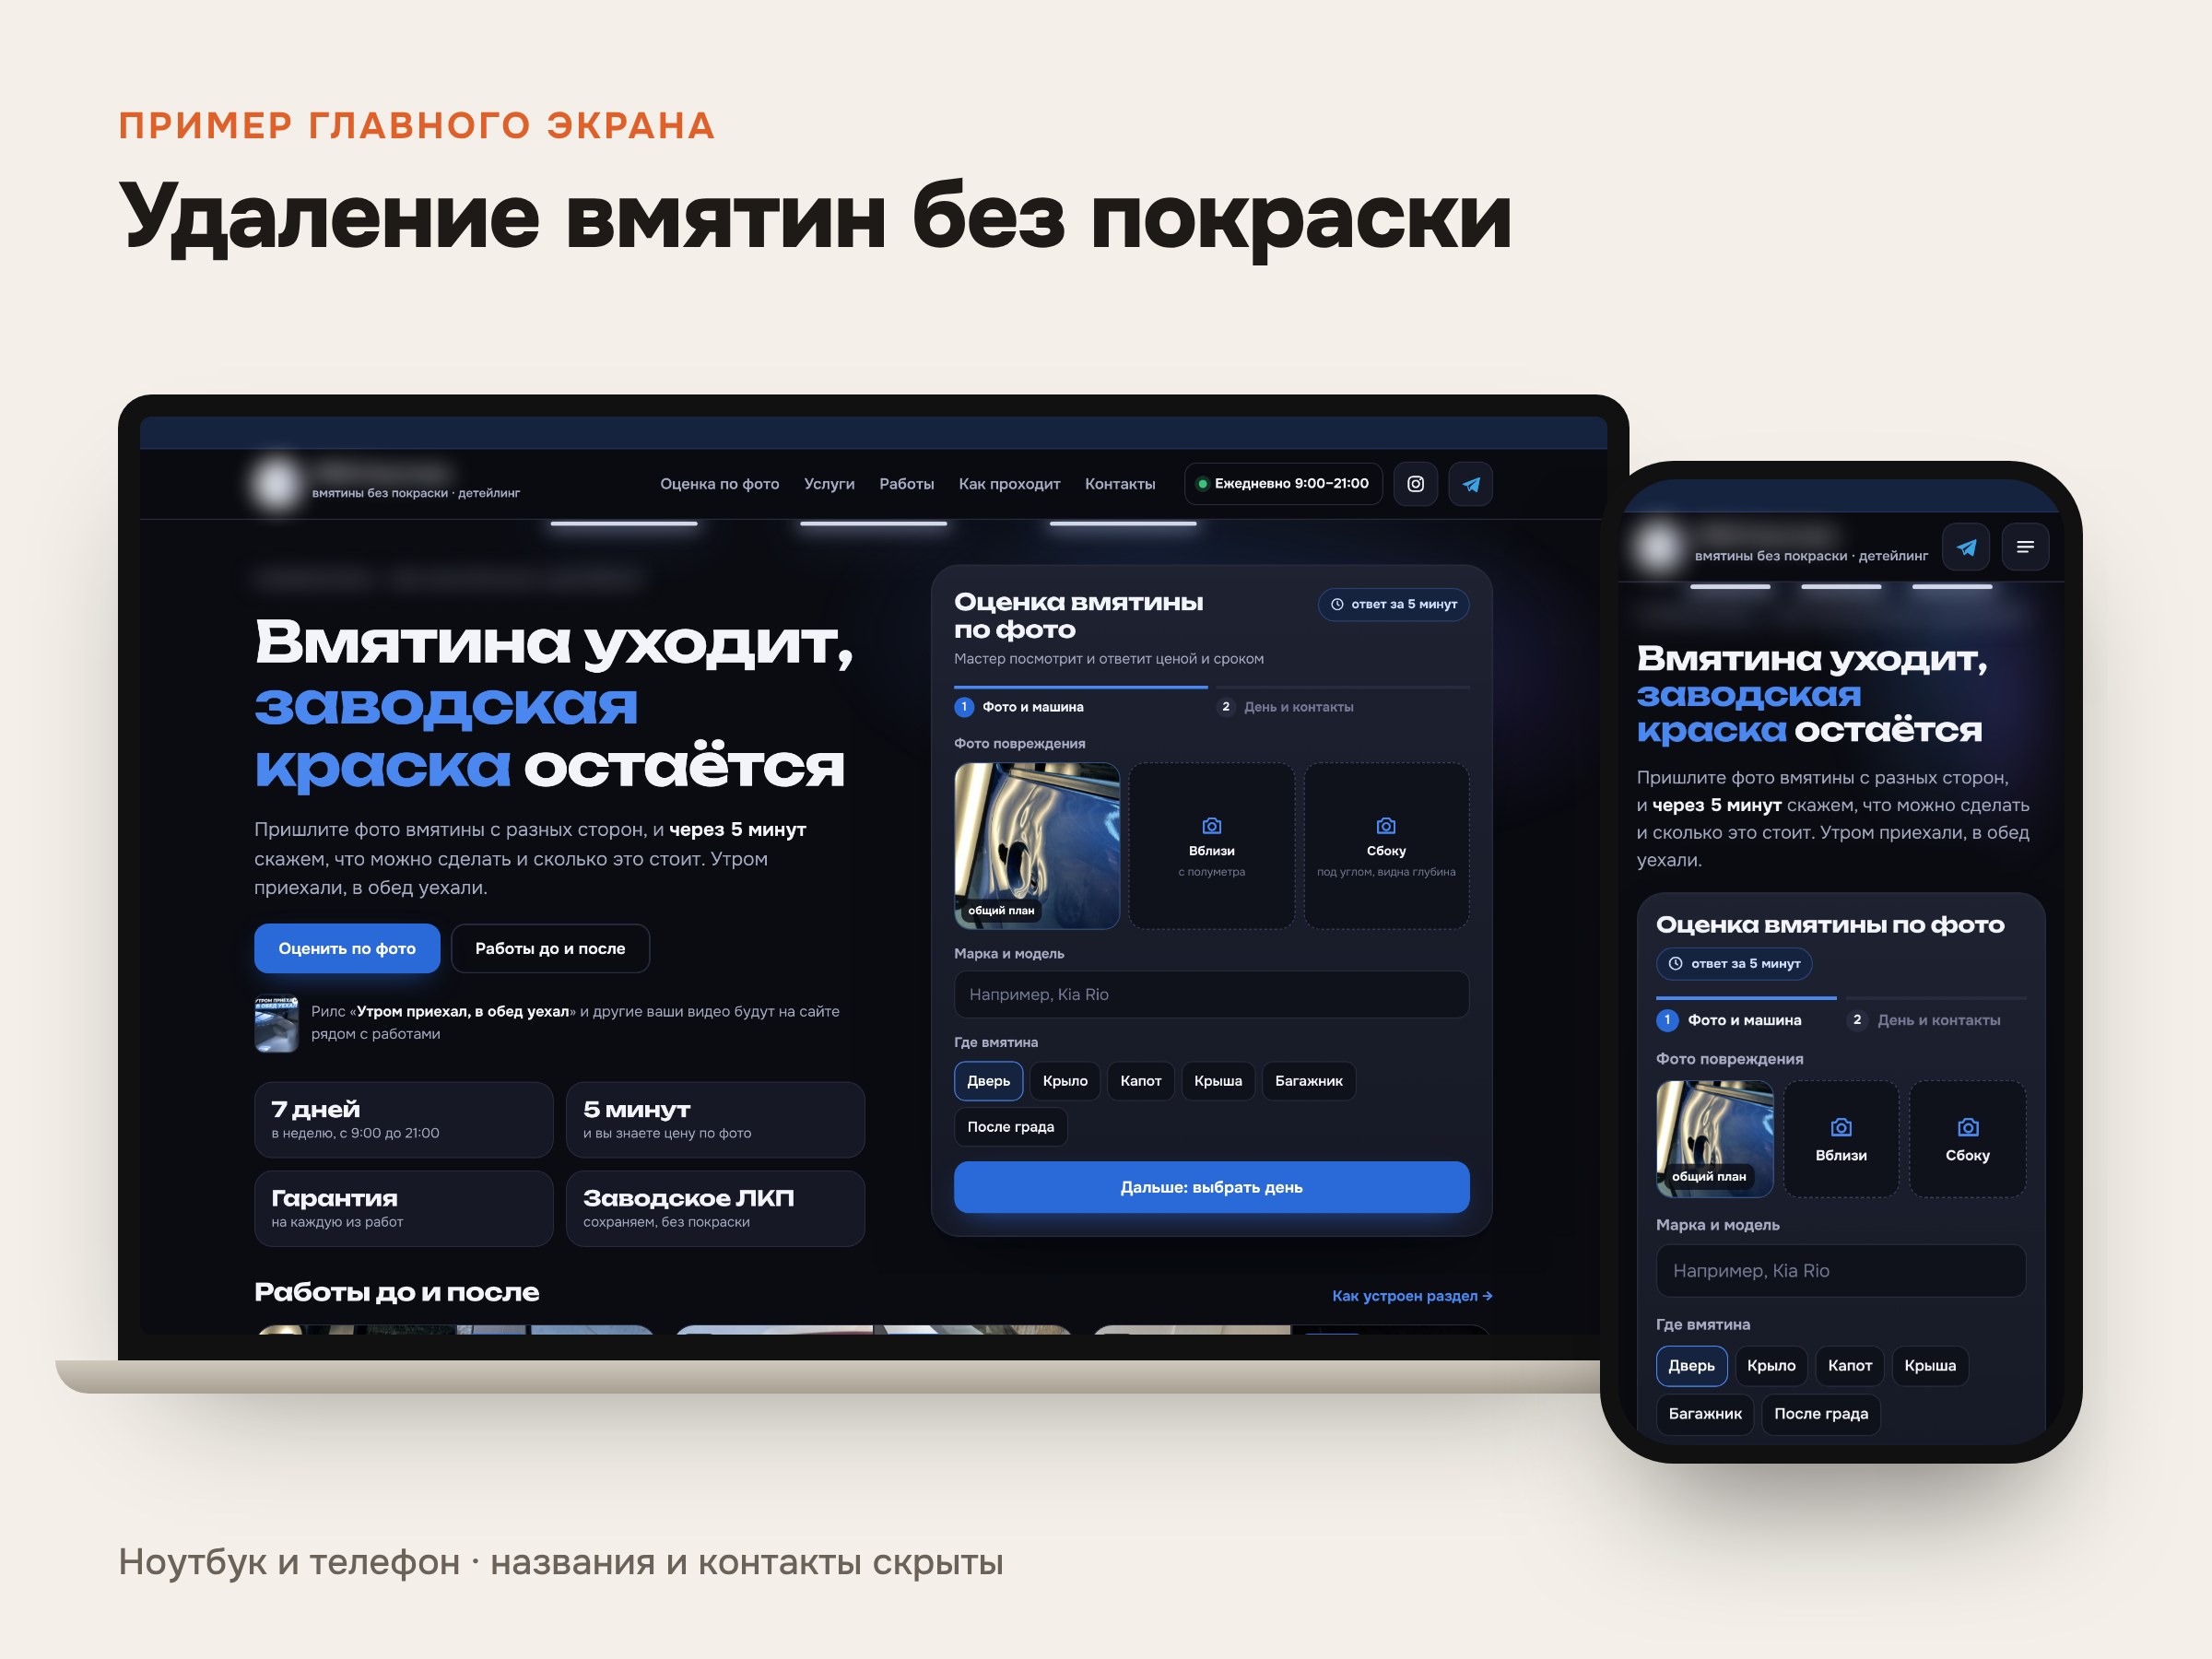 ПРИМЕР ГЛАВНОГО ЭКРАНА
Удаление вмятин без покраски
вмятины без покраски · детейлинг
Оценка по фото
Услуги
Работы
Как проходит
Контакты
Ежедневно 9:00–21:00
Вмятина уходит,
заводская
краска остаётся
Пришлите фото вмятины с разных сторон, и через 5 минут
скажем, что можно сделать и сколько это стоит. Утром
приехали, в обед уехали.
Оценить по фото
Работы до и после
Рилс «Утром приехал, в обед уехал» и другие ваши видео будут на сайте
рядом с работами
7 дней
в неделю, с 9:00 до 21:00
5 минут
и вы знаете цену по фото
Гарантия
на каждую из работ
Заводское ЛКП
сохраняем, без покраски
Оценка вмятины
по фото
ответ за 5 минут
Мастер посмотрит и ответит ценой и сроком
1 Фото и машина
2 День и контакты
Фото повреждения
общий план
Вблизи
с полуметра
Сбоку
под углом, видна глубина
Марка и модель
Например, Kia Rio
Где вмятина
Дверь
Крыло
Капот
Крыша
Багажник
После града
Дальше: выбрать день
Работы до и после
Как устроен раздел →
вмятины без покраски · детейлинг
Вмятина уходит,
заводская
краска остаётся
Пришлите фото вмятины с разных сторон,
и через 5 минут скажем, что можно сделать
и сколько это стоит. Утром приехали, в обед
уехали.
Оценка вмятины по фото
ответ за 5 минут
1 Фото и машина
2 День и контакты
Фото повреждения
общий план
Вблизи
Сбоку
Марка и модель
Например, Kia Rio
Где вмятина
Дверь
Крыло
Капот
Крыша
Багажник
После града
Ноутбук и телефон · названия и контакты скрыты